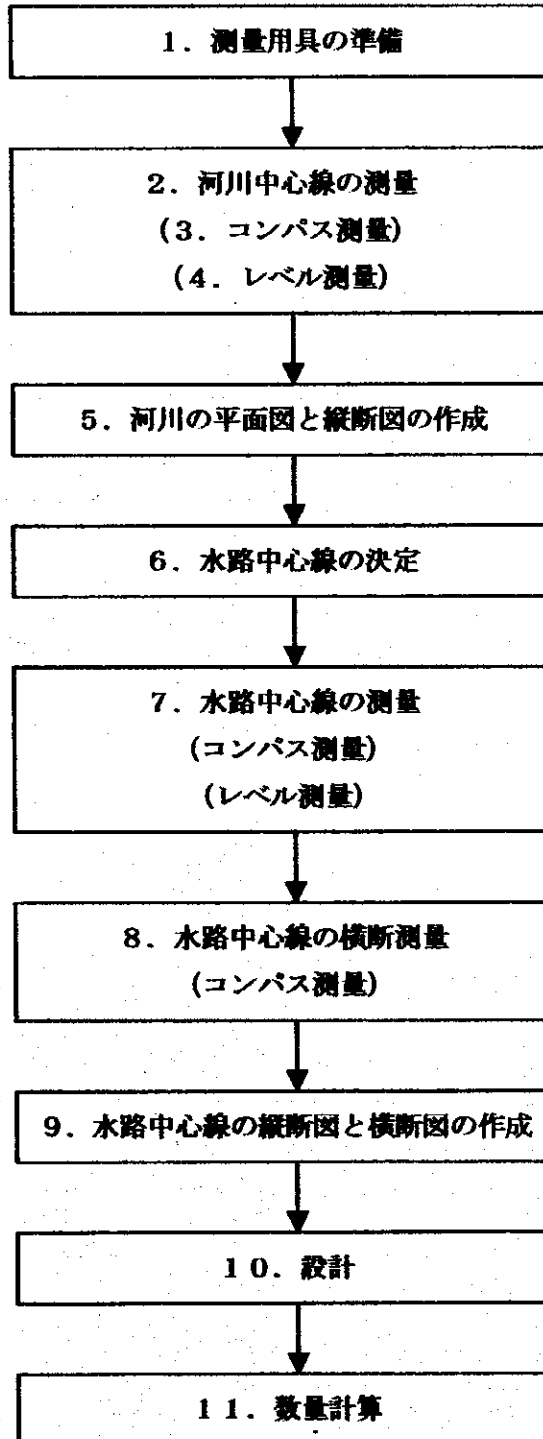 1．測量用具の準備
2．河川中心線の測量
(3．コンパス測量)
(4．レベル測量)
5．河川の平面図と縦断図の作成
6．水路中心線の決定
7．水路中心線の測量
(コンパス測量)
(レベル測量)
8．水路中心線の横断測量
(コンパス測量)
9．水路中心線の縦断図と横断図の作成
10．設計
11．数量計算